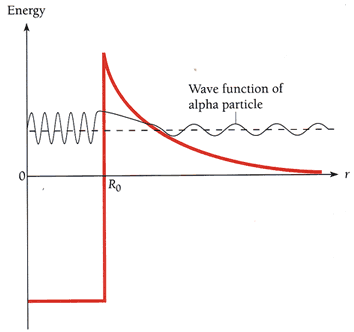 Energy
Wave function of
alpha particle
0
r
R₀